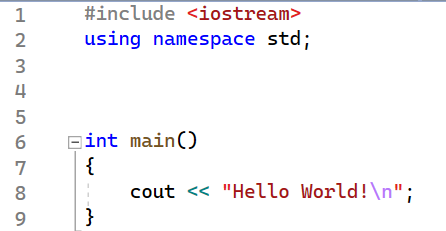 1 #include <iostream>
2 using namespace std;
3
4
5
6 int main()
7 {
8 cout << "Hello World!\n";
9 }